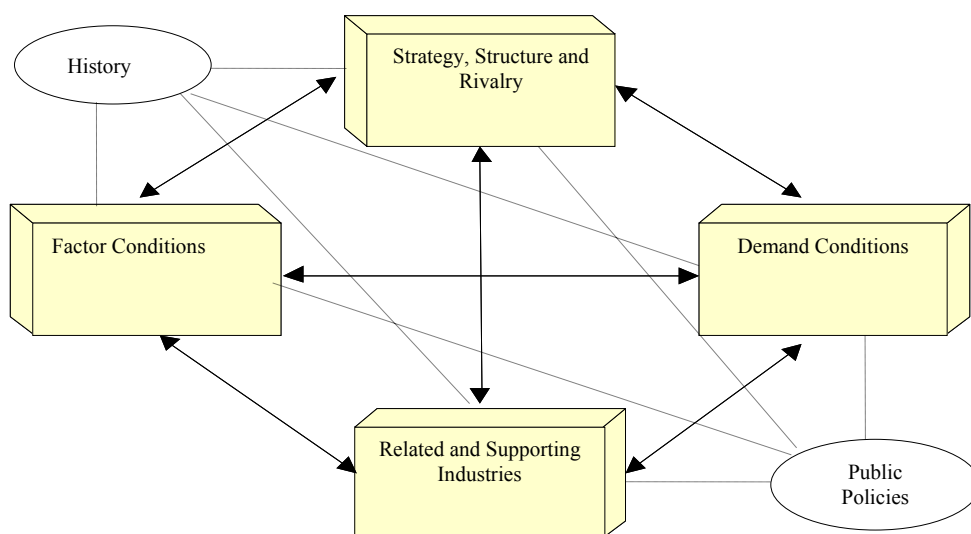 Strategy, Structure and
Rivalry
History
Factor Conditions
Demand Conditions
Related and Supporting
Industries
Public
Policies